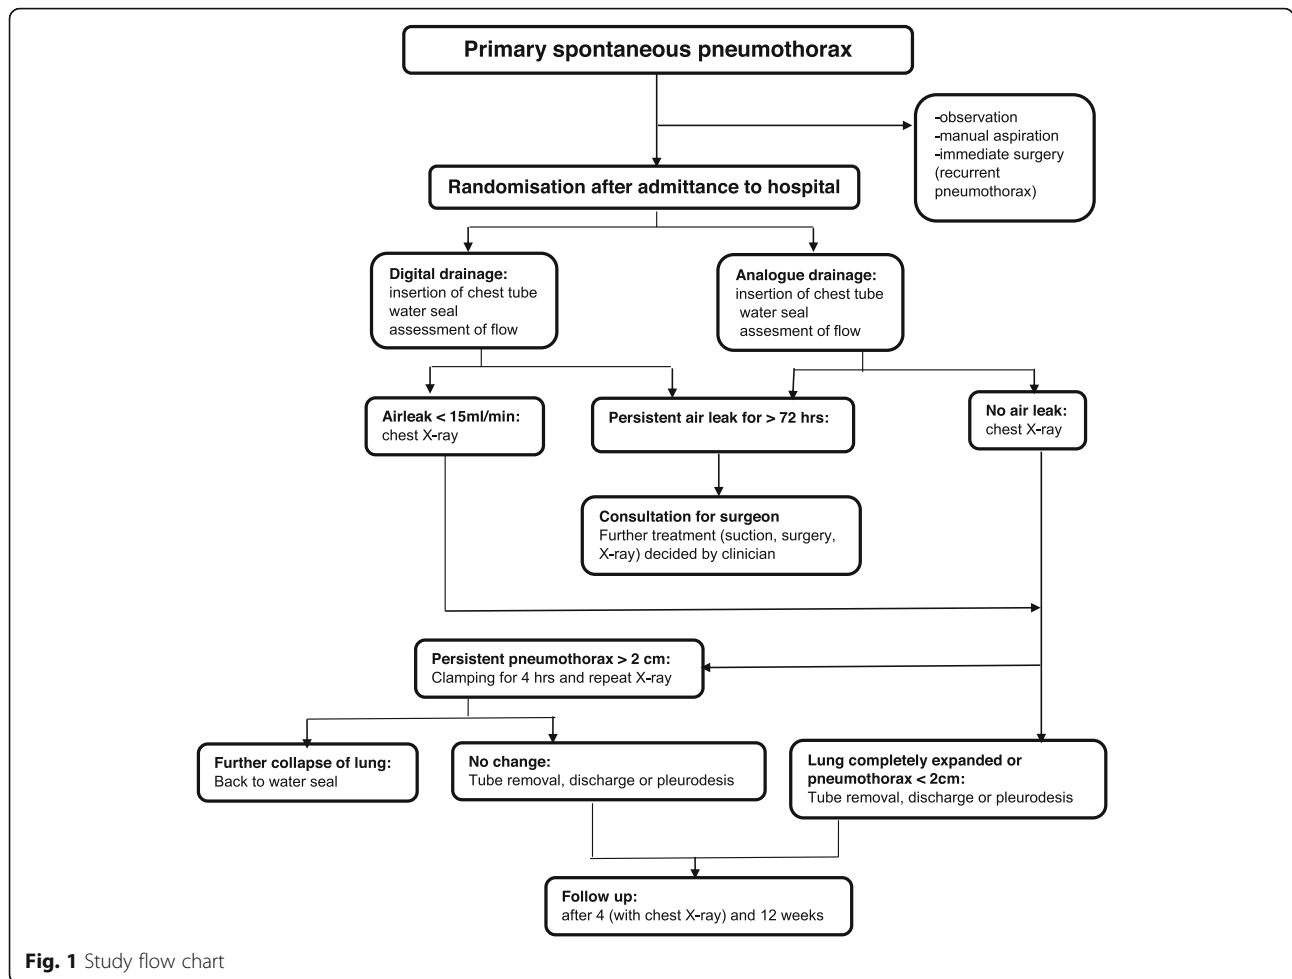 Primary spontaneous pneumothorax
-observation
-manual aspiration
-immediate surgery
(recurrent
pneumothorax)
Randomisation after admittance to hospital
Digital drainage:
insertion of chest tube
water seal
assessment of flow
Analogue drainage:
insertion of chest tube
water seal
assesment of flow
Airleak < 15ml/min:
chest X-ray
Persistent air leak for > 72 hrs:
No air leak:
chest X-ray
Consultation for surgeon
Further treatment (suction, surgery,
X-ray) decided by clinician
Persistent pneumothorax > 2 cm:
Clamping for 4 hrs and repeat X-ray
Further collapse of lung:
Back to water seal
No change:
Tube removal, discharge or pleurodesis
Lung completely expanded or
pneumothorax < 2cm:
Tube removal, discharge or pleurodesis
Follow up:
after 4 (with chest X-ray) and 12 weeks
Fig. 1 Study flow chart